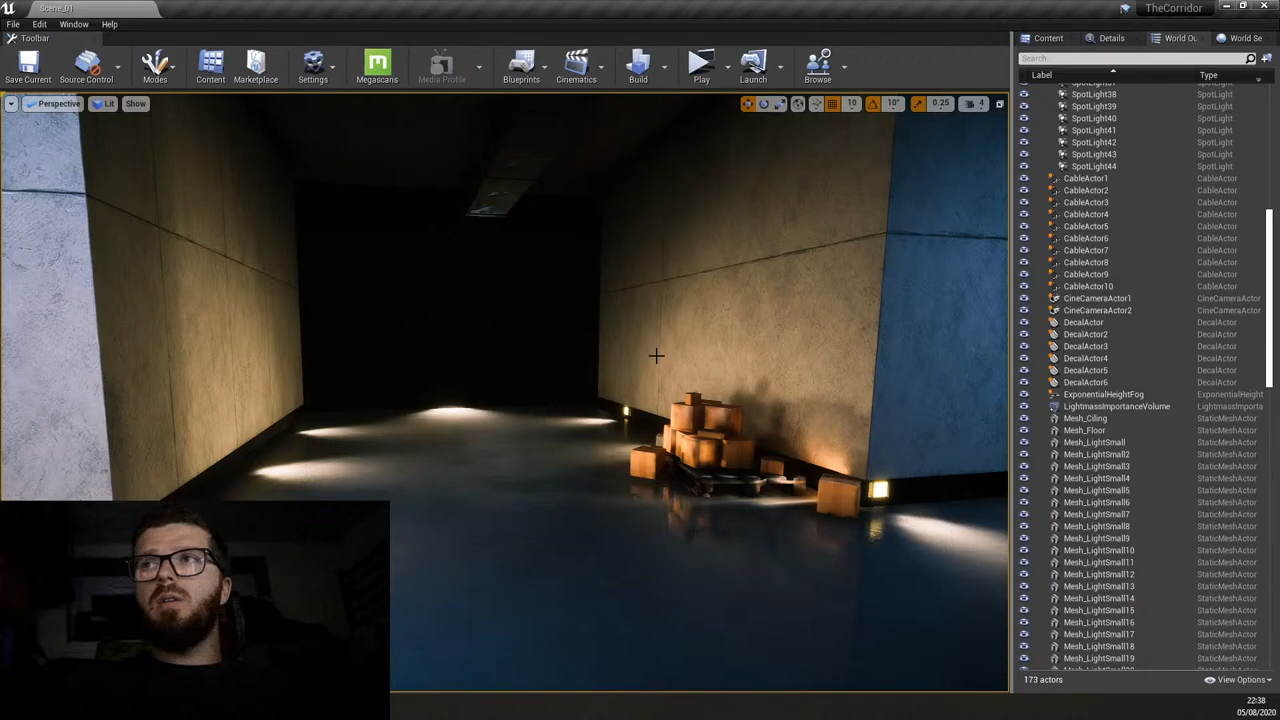 Scene_01
TheCorridor
File Edit Window Help
Toolbar
Content Details World Ou World Se
Save Current Source Control Modes Content Marketplace Settings Megascans Media Profile Blueprints Cinematics Build Play Launch Browse
Search...
Label Type
Perspective Lit Show 10 10° 0.25 4
SpotLight38 SpotLight
SpotLight39 SpotLight
SpotLight40 SpotLight
SpotLight41 SpotLight
SpotLight42 SpotLight
SpotLight43 SpotLight
SpotLight44 SpotLight
CableActor1 CableActor
CableActor2 CableActor
CableActor3 CableActor
CableActor4 CableActor
CableActor5 CableActor
CableActor6 CableActor
CableActor7 CableActor
CableActor8 CableActor
CableActor9 CableActor
CableActor10 CableActor
CineCameraActor1 CineCameraActor
CineCameraActor2 CineCameraActor
DecalActor DecalActor
DecalActor2 DecalActor
DecalActor3 DecalActor
DecalActor4 DecalActor
DecalActor5 DecalActor
DecalActor6 DecalActor
ExponentialHeightFog ExponentialHeight
LightmassImportanceVolume LightmassImporta
Mesh_Ciling StaticMeshActor
Mesh_Floor StaticMeshActor
Mesh_LightSmall StaticMeshActor
Mesh_LightSmall2 StaticMeshActor
Mesh_LightSmall3 StaticMeshActor
Mesh_LightSmall4 StaticMeshActor
Mesh_LightSmall5 StaticMeshActor
Mesh_LightSmall6 StaticMeshActor
Mesh_LightSmall7 StaticMeshActor
Mesh_LightSmall8 StaticMeshActor
Mesh_LightSmall9 StaticMeshActor
Mesh_LightSmall10 StaticMeshActor
Mesh_LightSmall11 StaticMeshActor
Mesh_LightSmall12 StaticMeshActor
Mesh_LightSmall13 StaticMeshActor
Mesh_LightSmall14 StaticMeshActor
Mesh_LightSmall15 StaticMeshActor
Mesh_LightSmall16 StaticMeshActor
Mesh_LightSmall17 StaticMeshActor
Mesh_LightSmall18 StaticMeshActor
Mesh_LightSmall19 StaticMeshActor
173 actors View Options
22:38
05/08/2020